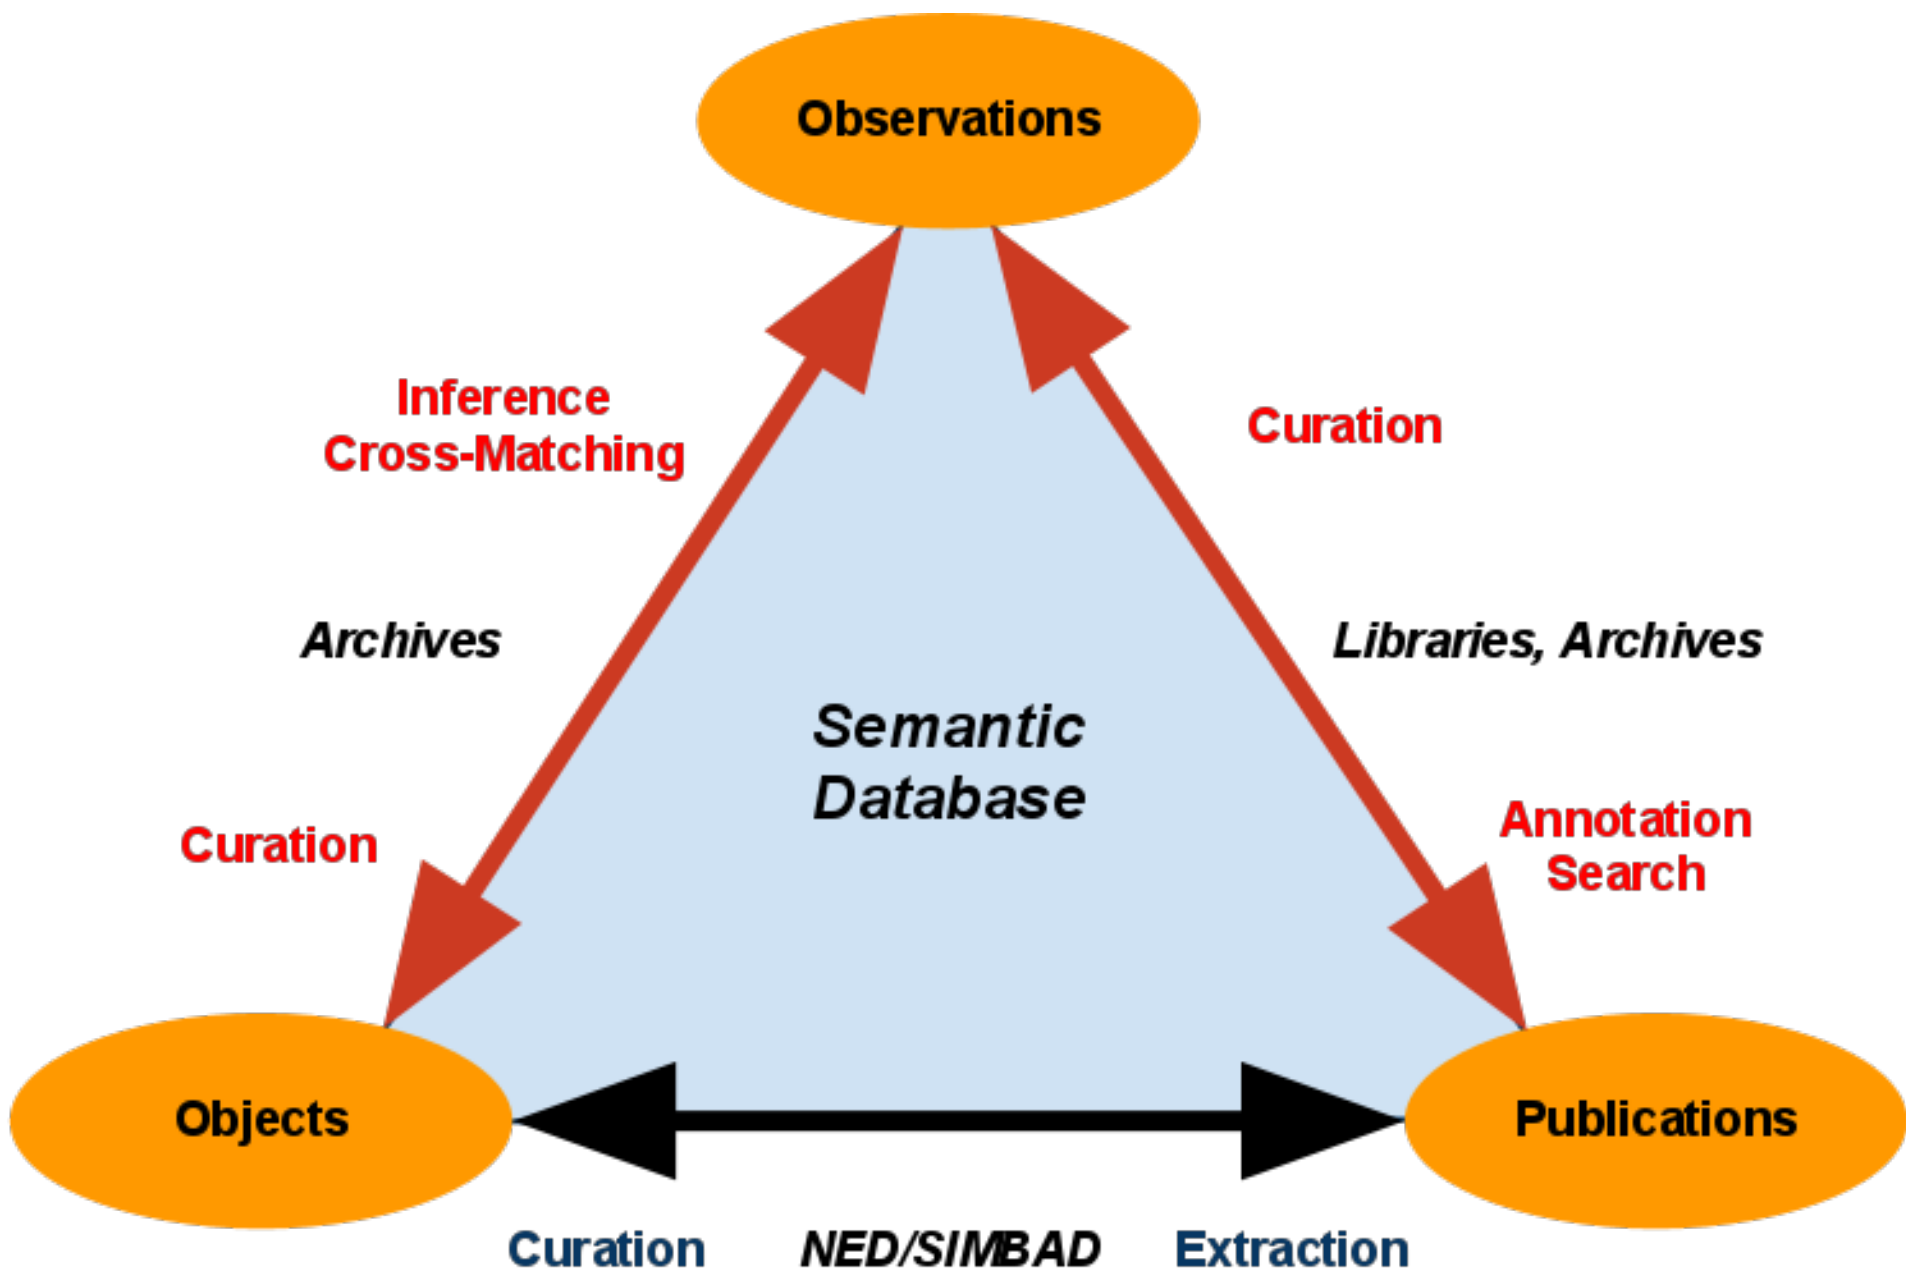 Observations
Inference
Cross-Matching
Curation
Archives
Libraries, Archives
Semantic
Database
Curation
Annotation
Search
Objects
Publications
Curation NED/SIMBAD Extraction